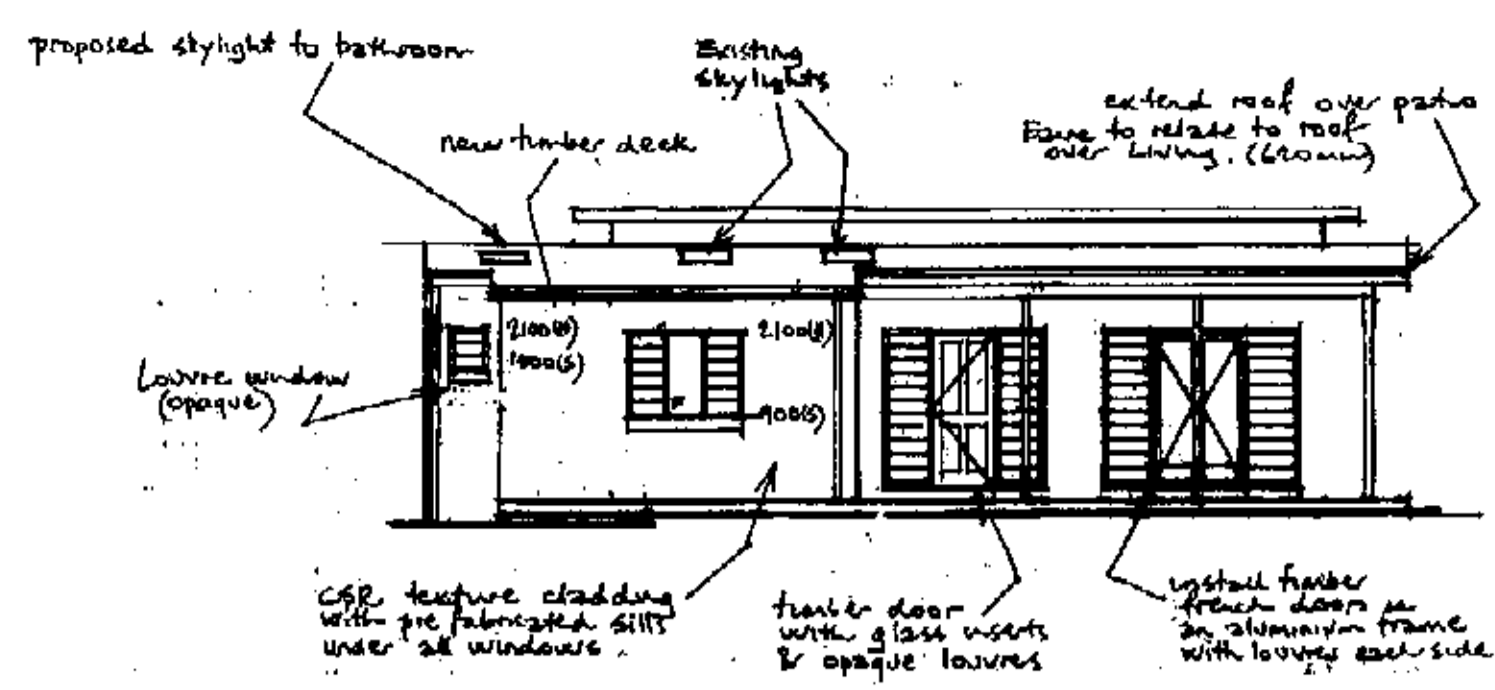 proposed skylight to bathroom
Existing
skylights
extend roof over patio
Eave to relate to roof
over Living. (620mm)
new timber deck
2100(H)
1400(S)
2100(H)
900(S)
Louvre window
(opaque)
CSR texture cladding
with pre fabricated sills
under all windows.
timber door
with glass inserts
& opaque louvres
install timber
french doors in
an aluminium frame
with louvres each side